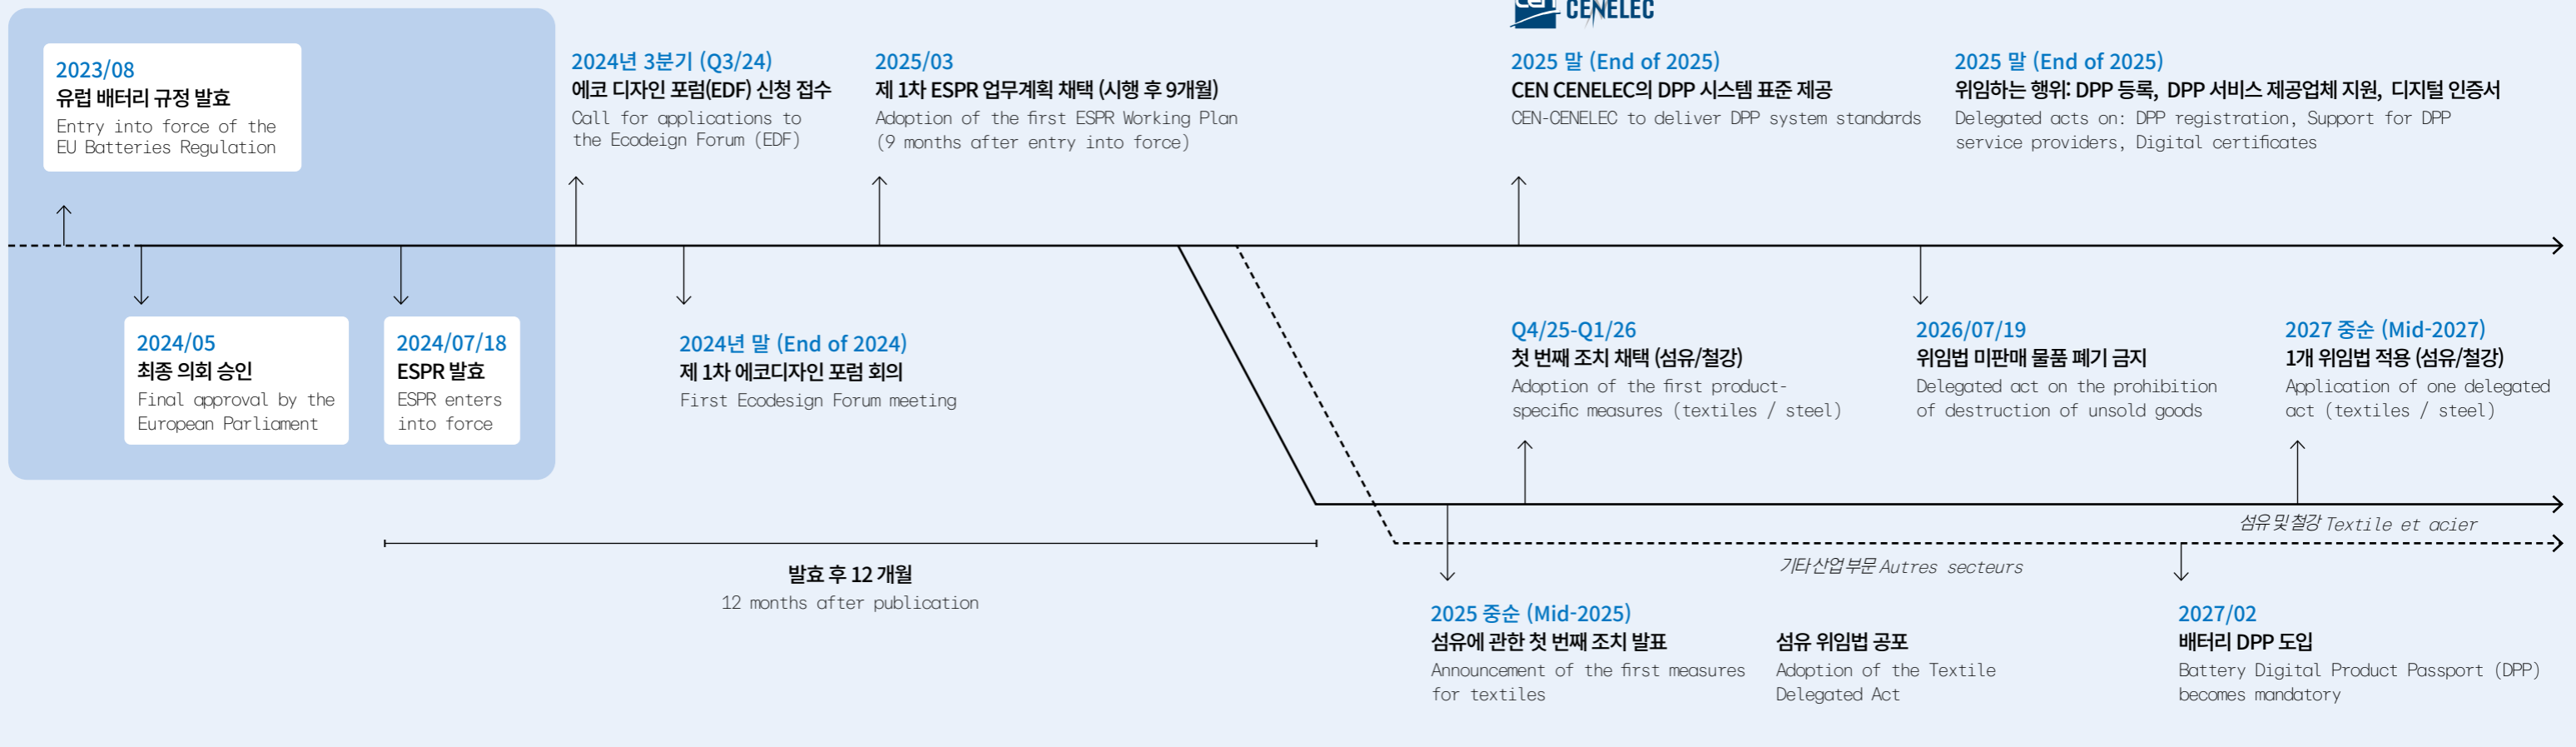 CENELEC
2023/08
유럽 배터리 규정 발효
Entry into force of the
EU Batteries Regulation
2024년 3분기 (Q3/24)
에코 디자인 포럼(EDF) 신청 접수
Call for applications to
the Ecodeign Forum (EDF)
2025/03
제 1차 ESPR 업무계획 채택 (시행 후 9개월)
Adoption of the first ESPR Working Plan
(9 months after entry into force)
2025 말 (End of 2025)
CEN CENELEC의 DPP 시스템 표준 제공
CEN-CENELEC to deliver DPP system standards
2025 말 (End of 2025)
위임하는 행위: DPP 등록, DPP 서비스 제공업체 지원, 디지털 인증서
Delegated acts on: DPP registration, Support for DPP
service providers, Digital certificates
2024/05
최종 의회 승인
Final approval by the
European Parliament
2024/07/18
ESPR 발효
ESPR enters
into force
2024년 말 (End of 2024)
제 1차 에코디자인 포럼 회의
First Ecodesign Forum meeting
Q4/25-Q1/26
첫 번째 조치 채택 (섬유/철강)
Adoption of the first product-
specific measures (textiles / steel)
2026/07/19
위임법 미판매 물품 폐기 금지
Delegated act on the prohibition
of destruction of unsold goods
2027 중순 (Mid-2027)
1개 위임법 적용 (섬유/철강)
Application of one delegated
act (textiles / steel)
섬유 및 철강 Textile et acier
기타 산업 부문 Autres secteurs
발효 후 12 개월
12 months after publication
2025 중순 (Mid-2025)
섬유에 관한 첫 번째 조치 발표
Announcement of the first measures
for textiles
섬유 위임법 공포
Adoption of the Textile
Delegated Act
2027/02
배터리 DPP 도입
Battery Digital Product Passport (DPP)
becomes mandatory